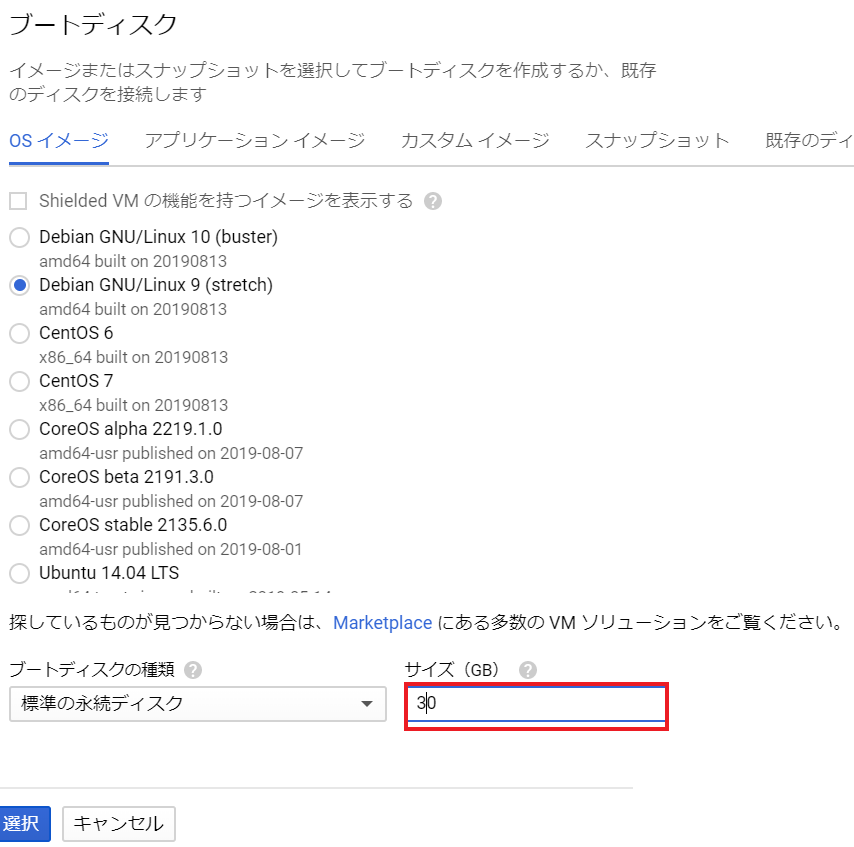 ブートディスク
イメージまたはスナップショットを選択してブートディスクを作成するか、既存
のディスクを接続します
OS イメージ アプリケーション イメージ カスタム イメージ スナップショット 既存のディ
Shielded VM の機能を持つイメージを表示する ?
Debian GNU/Linux 10 (buster)
amd64 built on 20190813
Debian GNU/Linux 9 (stretch)
amd64 built on 20190813
CentOS 6
x86_64 built on 20190813
CentOS 7
x86_64 built on 20190813
CoreOS alpha 2219.1.0
amd64-usr published on 2019-08-07
CoreOS beta 2191.3.0
amd64-usr published on 2019-08-07
CoreOS stable 2135.6.0
amd64-usr published on 2019-08-01
Ubuntu 14.04 LTS
探しているものが見つからない場合は、Marketplace にある多数の VM ソリューションをご覧ください。
ブートディスクの種類 ? サイズ（GB） ?
標準の永続ディスク 30
選択 キャンセル